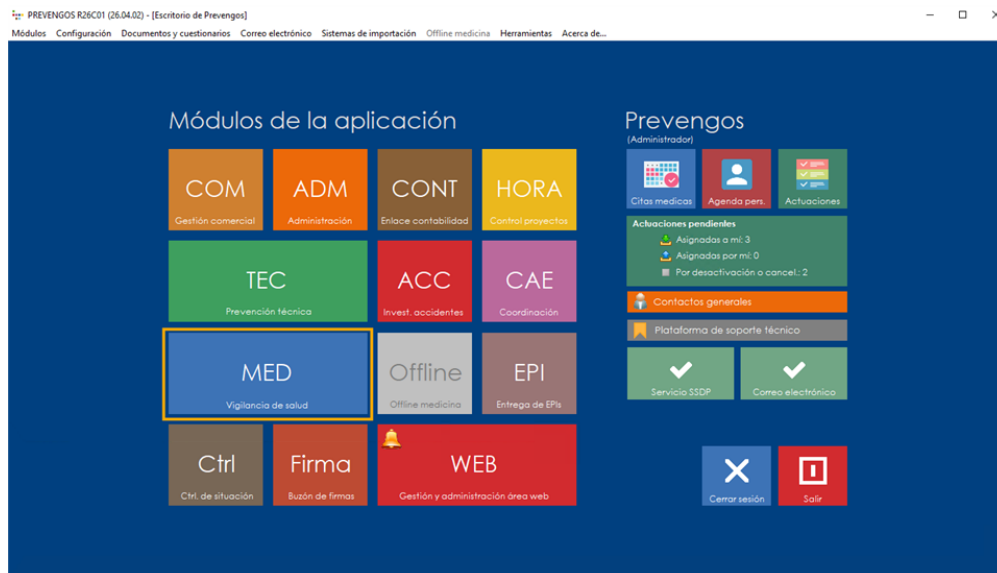 PREVENGOS R26C01 (26.04.02) - [Escritorio de Prevengos]
Módulos Configuración Documentos y cuestionarios Correo electrónico Sistemas de importación Offline medicina Herramientas Acerca de...
Módulos de la aplicación
COM
Gestión comercial
ADM
Administración
CONT
Enlace contabilidad
HORA
Control proyectos
TEC
Prevención técnica
ACC
Invest. accidentes
CAE
Coordinación
MED
Vigilancia de salud
Offline
Offline medicina
EPI
Entrega de EPIs
Ctrl
Ctrl. de situación
Firma
Buzón de firmas
WEB
Gestión y administración área web
Prevengos
(Administrador)
Citas medicas
Agenda pers.
Actuaciones
Actuaciones pendientes
Asignadas a mí: 3
Asignadas por mí: 0
Por desactivación o cancel.: 2
Contactos generales
Plataforma de soporte técnico
Servicio SSDP
Correo electrónico
Cerrar sesión
Salir